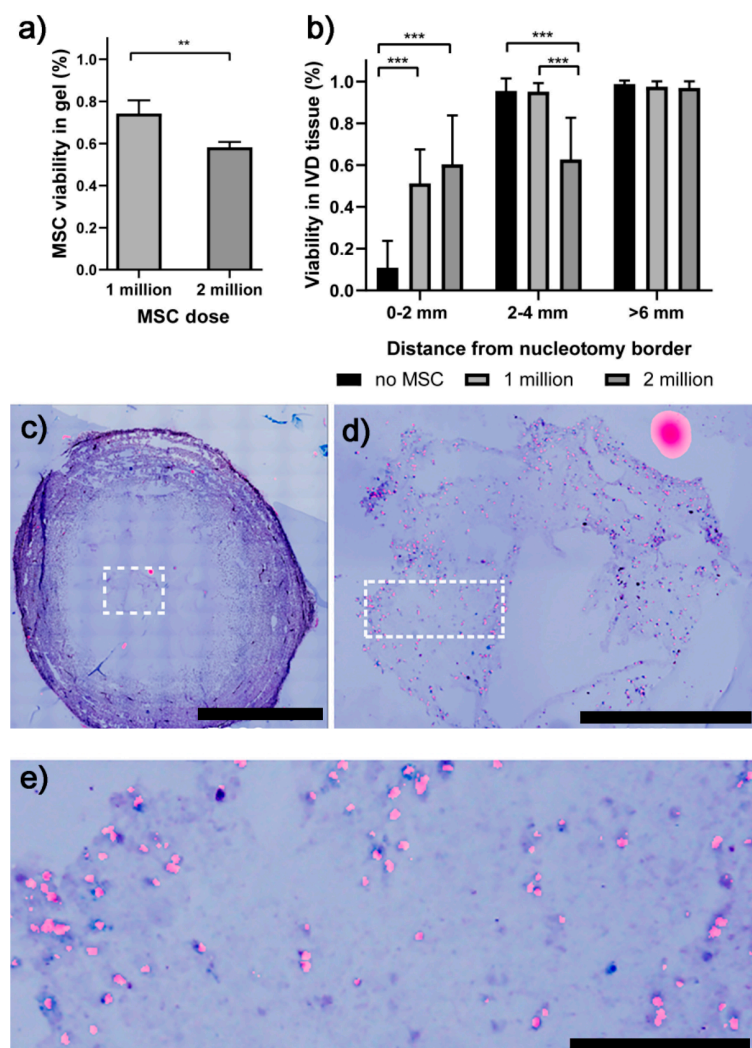 a)
MSC viability in gel (%)
1.0
0.8
0.6
0.4
0.2
0.0
**
1 million
2 million
MSC dose
b)
Viability in IVD tissue (%)
1.0
0.8
0.6
0.4
0.2
0.0
***
***
***
***
0-2 mm
2-4 mm
>6 mm
Distance from nucleotomy border
no MSC
1 million
2 million
c)
d)
e)